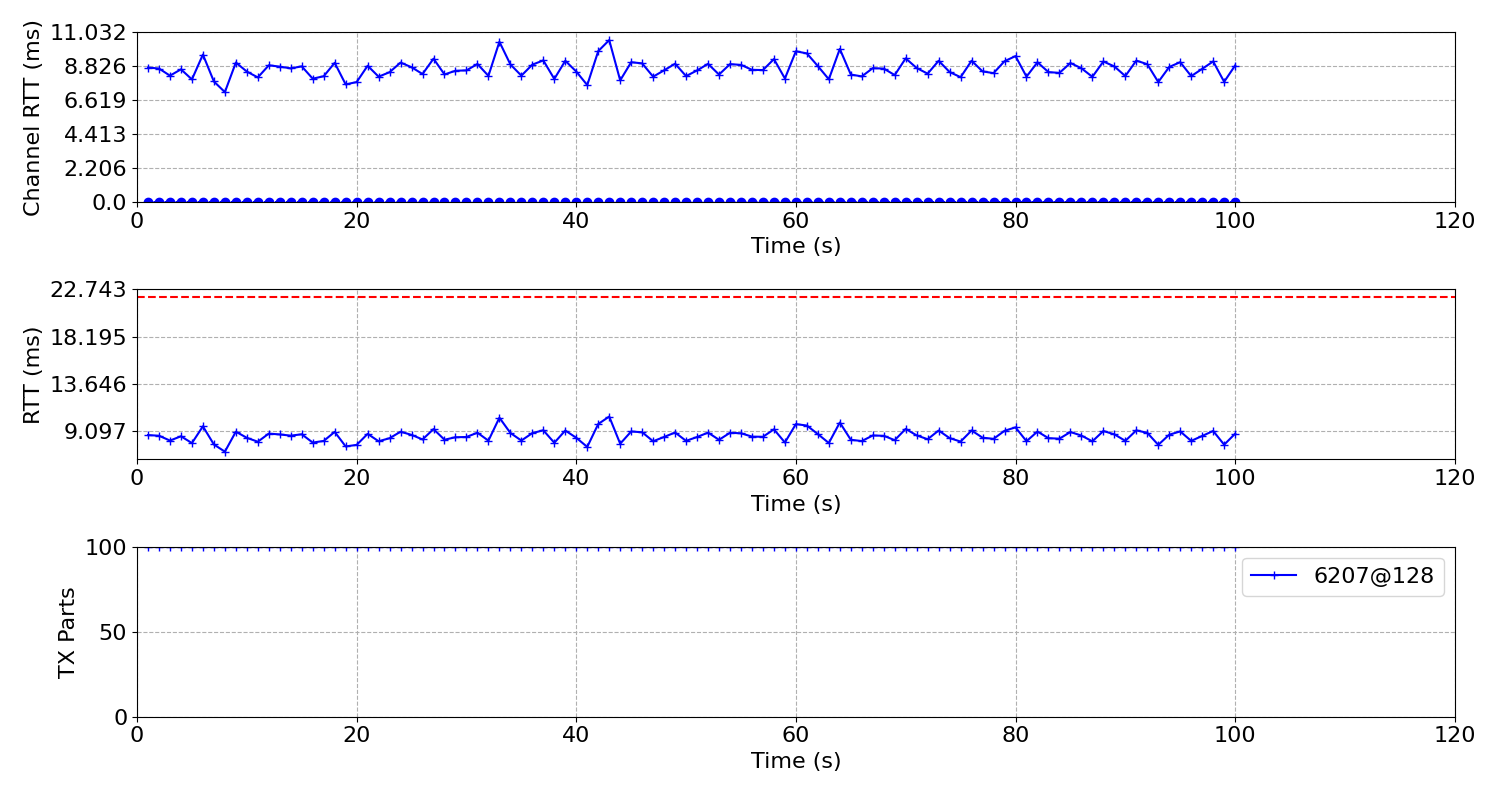 Channel RTT (ms)
11.032
8.826
6.619
4.413
2.206
0.0
0 20 40 60 80 100 120
Time (s)
RTT (ms)
22.743
18.195
13.646
9.097
0 20 40 60 80 100 120
Time (s)
TX Parts
100
50
0
6207@128
0 20 40 60 80 100 120
Time (s)